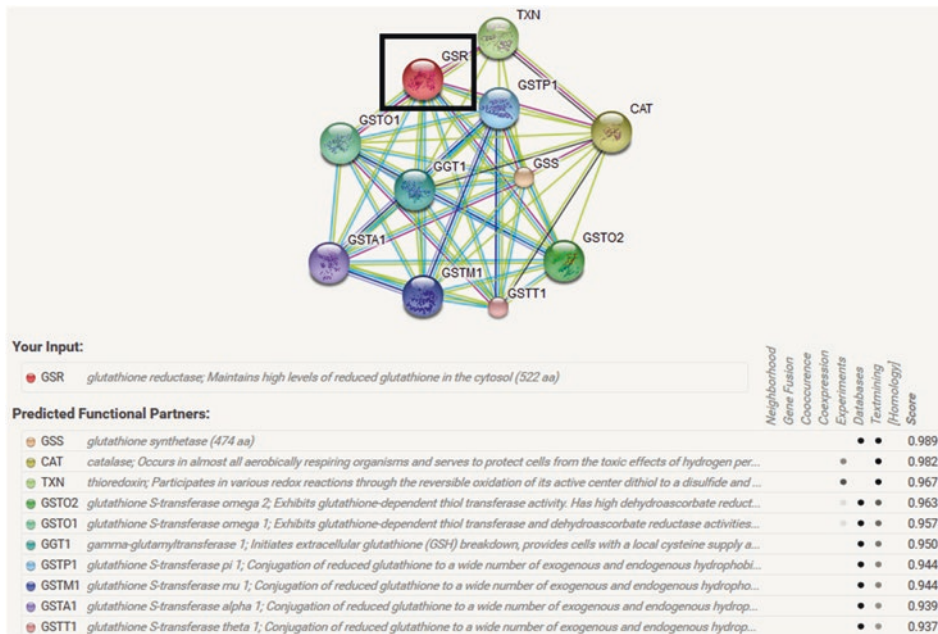 TXN
GSR
GSTP1
CAT
GSTO1
GGT1
GSS
GSTA1
GSTO2
GSTM1
GSTT1
Your Input:
Neighborhood
Gene Fusion
Cooccurence
Coexpression
Experiments
Databases
Textmining
[Homology]
Score
GSR glutathione reductase; Maintains high levels of reduced glutathione in the cytosol (522 aa)
Predicted Functional Partners:
GSS glutathione synthetase (474 aa) 0.989
CAT catalase; Occurs in almost all aerobically respiring organisms and serves to protect cells from the toxic effects of hydrogen per... 0.982
TXN thioredoxin; Participates in various redox reactions through the reversible oxidation of its active center dithiol to a disulfide and ... 0.967
GSTO2 glutathione S-transferase omega 2; Exhibits glutathione-dependent thiol transferase activity. Has high dehydroascorbate reduct... 0.963
GSTO1 glutathione S-transferase omega 1; Exhibits glutathione-dependent thiol transferase and dehydroascorbate reductase activities... 0.957
GGT1 gamma-glutamyltransferase 1; Initiates extracellular glutathione (GSH) breakdown, provides cells with a local cysteine supply a... 0.950
GSTP1 glutathione S-transferase pi 1; Conjugation of reduced glutathione to a wide number of exogenous and endogenous hydrophobi... 0.944
GSTM1 glutathione S-transferase mu 1; Conjugation of reduced glutathione to a wide number of exogenous and endogenous hydropho... 0.944
GSTA1 glutathione S-transferase alpha 1; Conjugation of reduced glutathione to a wide number of exogenous and endogenous hydrop... 0.939
GSTT1 glutathione S-transferase theta 1; Conjugation of reduced glutathione to a wide number of exogenous and endogenous hydrop... 0.937